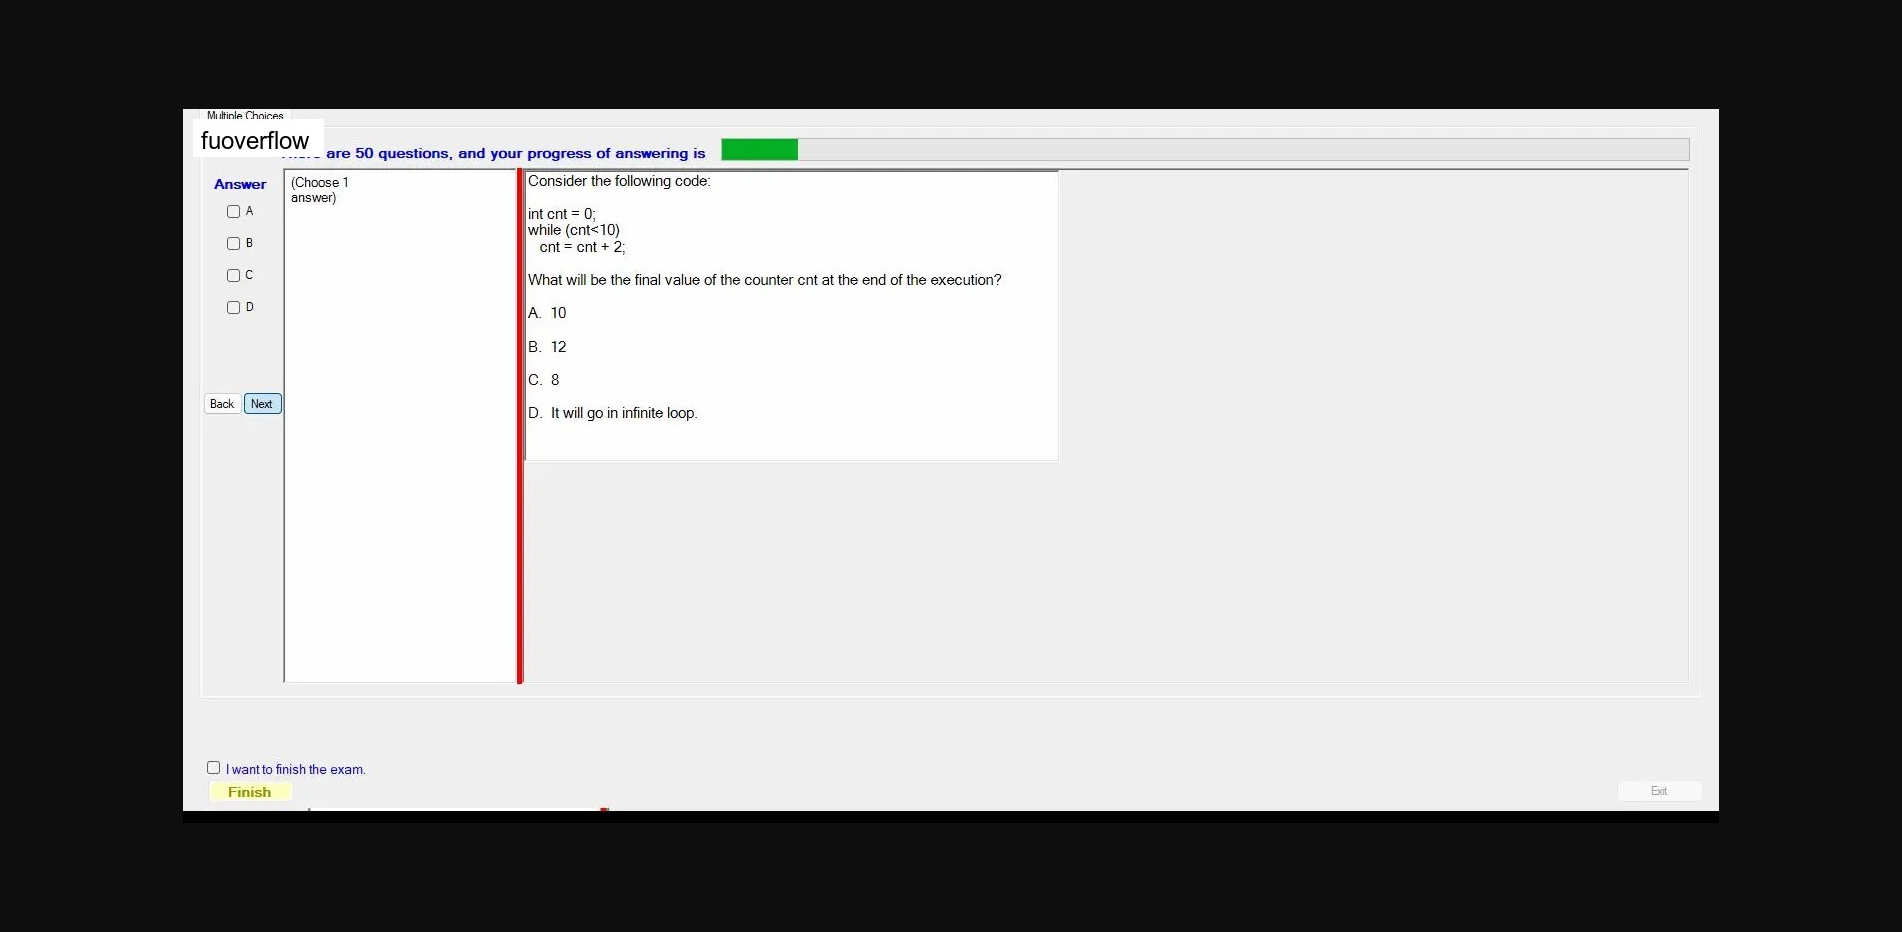 Multiple Choices
fuoverflow
are 50 questions, and your progress of answering is
Answer
(Choose 1
answer)
A
B
C
D
Back
Next
Consider the following code:
int cnt = 0;
while (cnt<10)
cnt = cnt + 2;
What will be the final value of the counter cnt at the end of the execution?
A. 10
B. 12
C. 8
D. It will go in infinite loop.
I want to finish the exam.
Finish
Exit